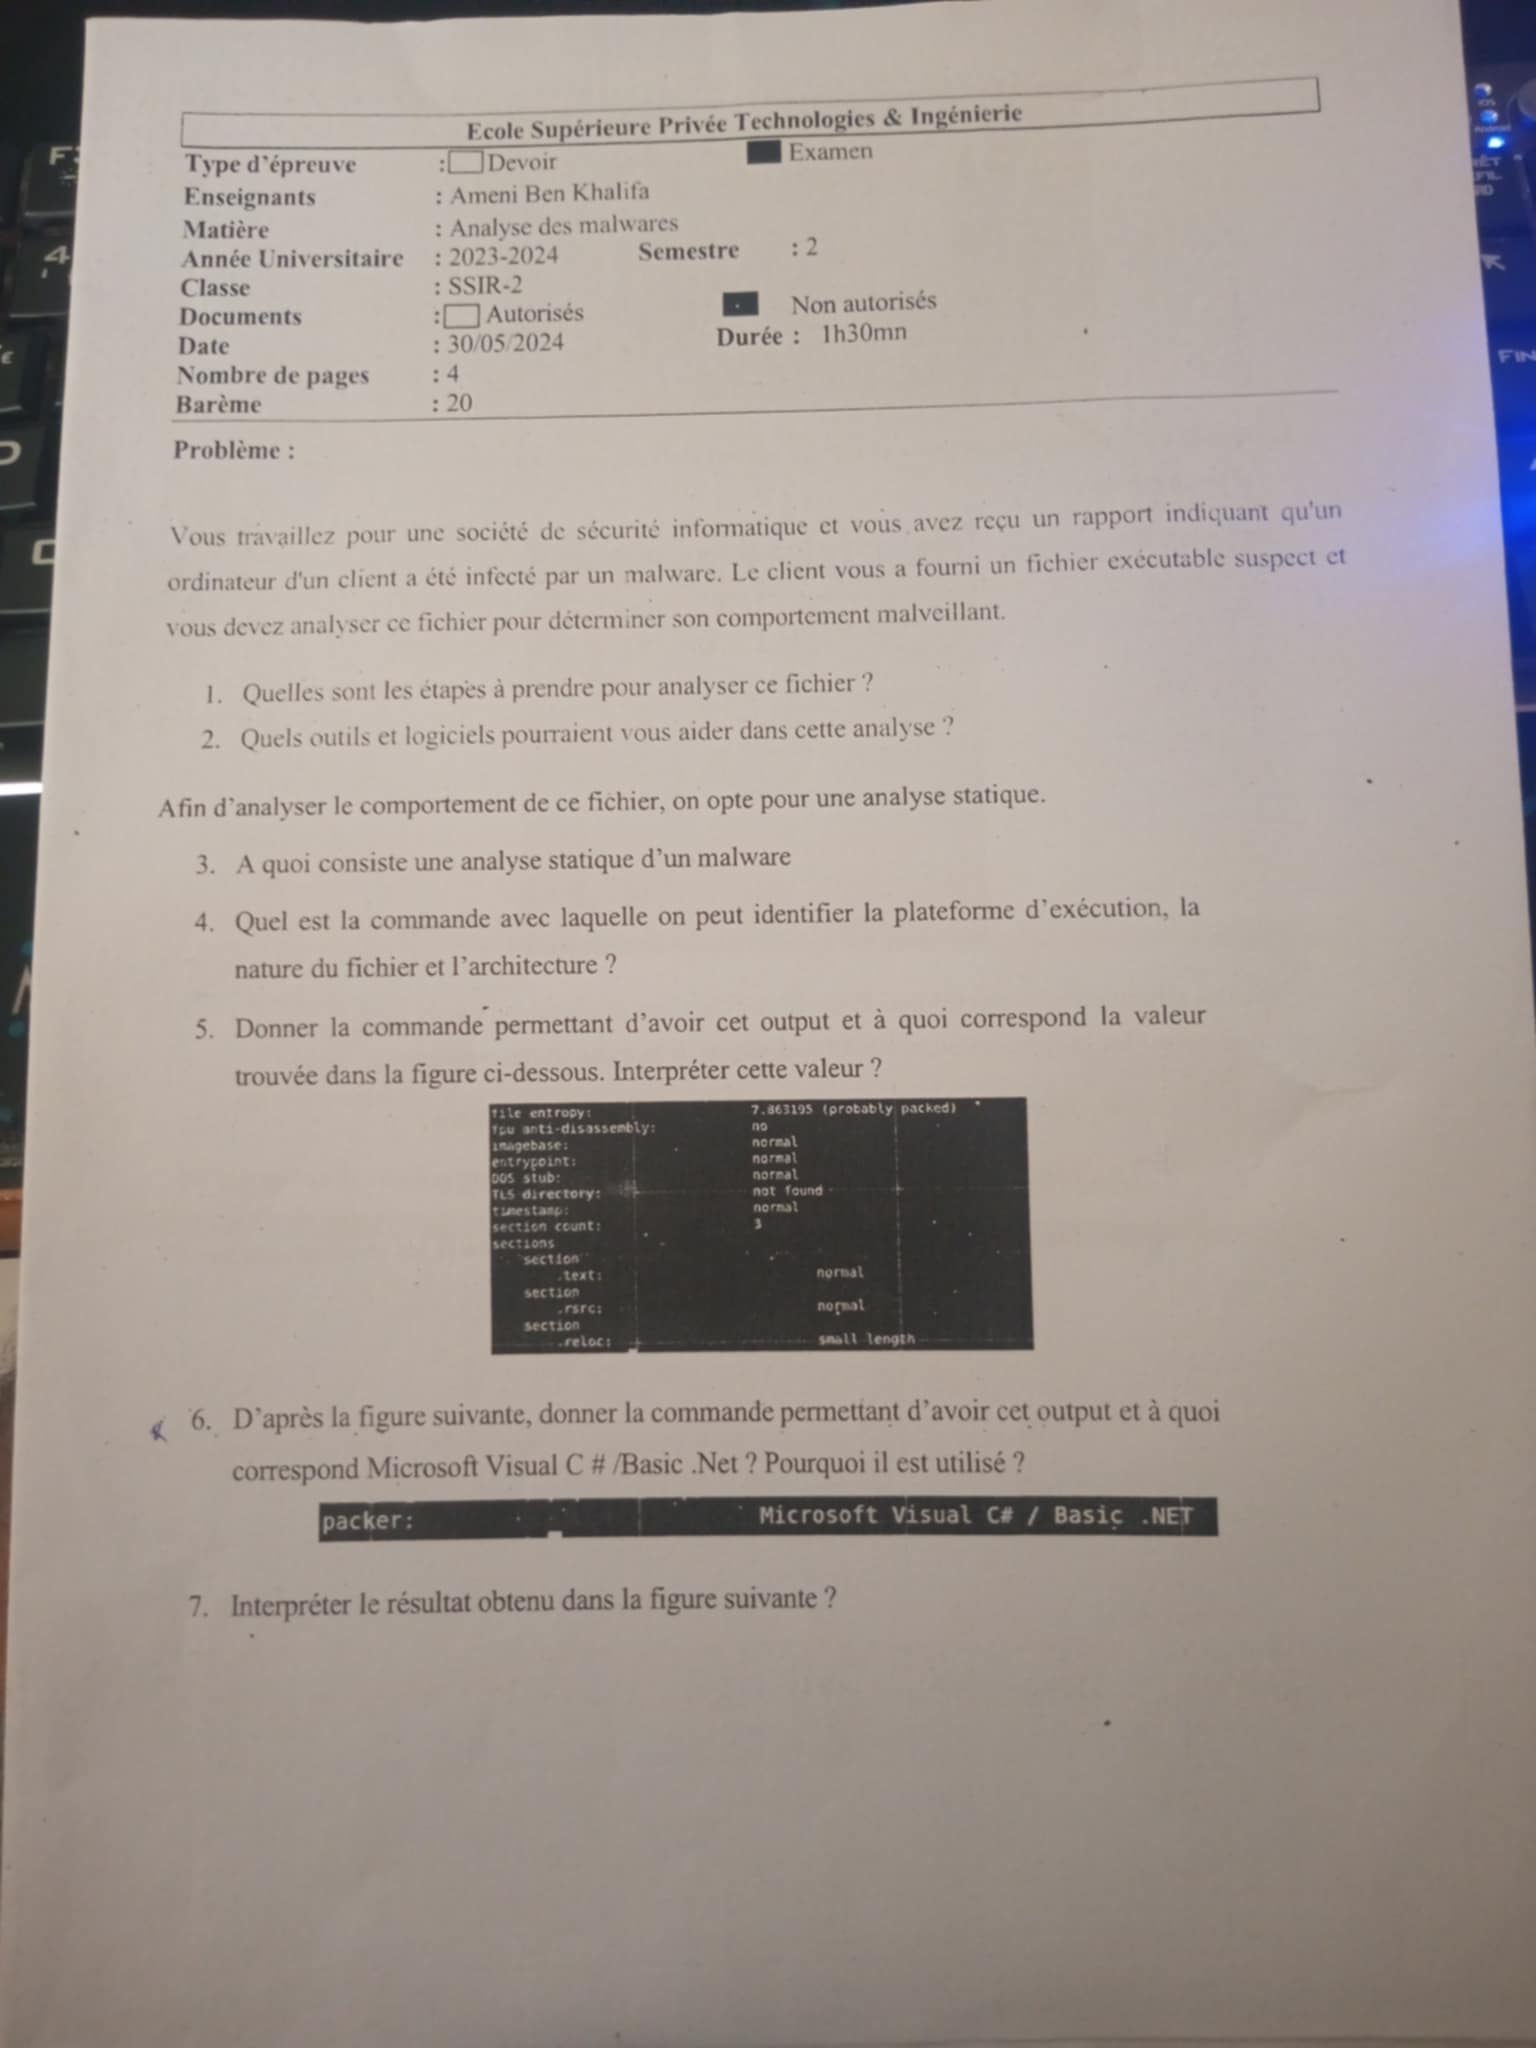 Ecole Supérieure Privée Technologies & Ingénierie
Type d'épreuve : Devoir Examen
Enseignants : Ameni Ben Khalifa
Matière : Analyse des malwares
Année Universitaire : 2023-2024 Semestre : 2
Classe : SSIR-2
Documents : Autorisés Non autorisés
Date : 30/05/2024 Durée : 1h30mn
Nombre de pages : 4
Barème : 20
Problème :
Vous travaillez pour une société de sécurité informatique et vous avez reçu un rapport indiquant qu'un
ordinateur d'un client a été infecté par un malware. Le client vous a fourni un fichier exécutable suspect et
vous devez analyser ce fichier pour déterminer son comportement malveillant.
1. Quelles sont les étapes à prendre pour analyser ce fichier ?
2. Quels outils et logiciels pourraient vous aider dans cette analyse ?
Afin d'analyser le comportement de ce fichier, on opte pour une analyse statique.
3. A quoi consiste une analyse statique d'un malware
4. Quel est la commande avec laquelle on peut identifier la plateforme d'exécution, la
nature du fichier et l'architecture ?
5. Donner la commande permettant d'avoir cet output et à quoi correspond la valeur
trouvée dans la figure ci-dessous. Interpréter cette valeur ?
file entropy: 7.863195 (probably packed)
fpu anti-disassembly: no
imagebase: normal
entrypoint: normal
DOS stub: normal
TLS directory: not found
timestamp: normal
section count: 3
sections
section
.text: normal
section
.rsrc: normal
section
.reloc: small length
6. D'après la figure suivante, donner la commande permettant d'avoir cet output et à quoi
correspond Microsoft Visual C # /Basic .Net ? Pourquoi il est utilisé ?
packer: Microsoft Visual C# / Basic .NET
7. Interpréter le résultat obtenu dans la figure suivante ?